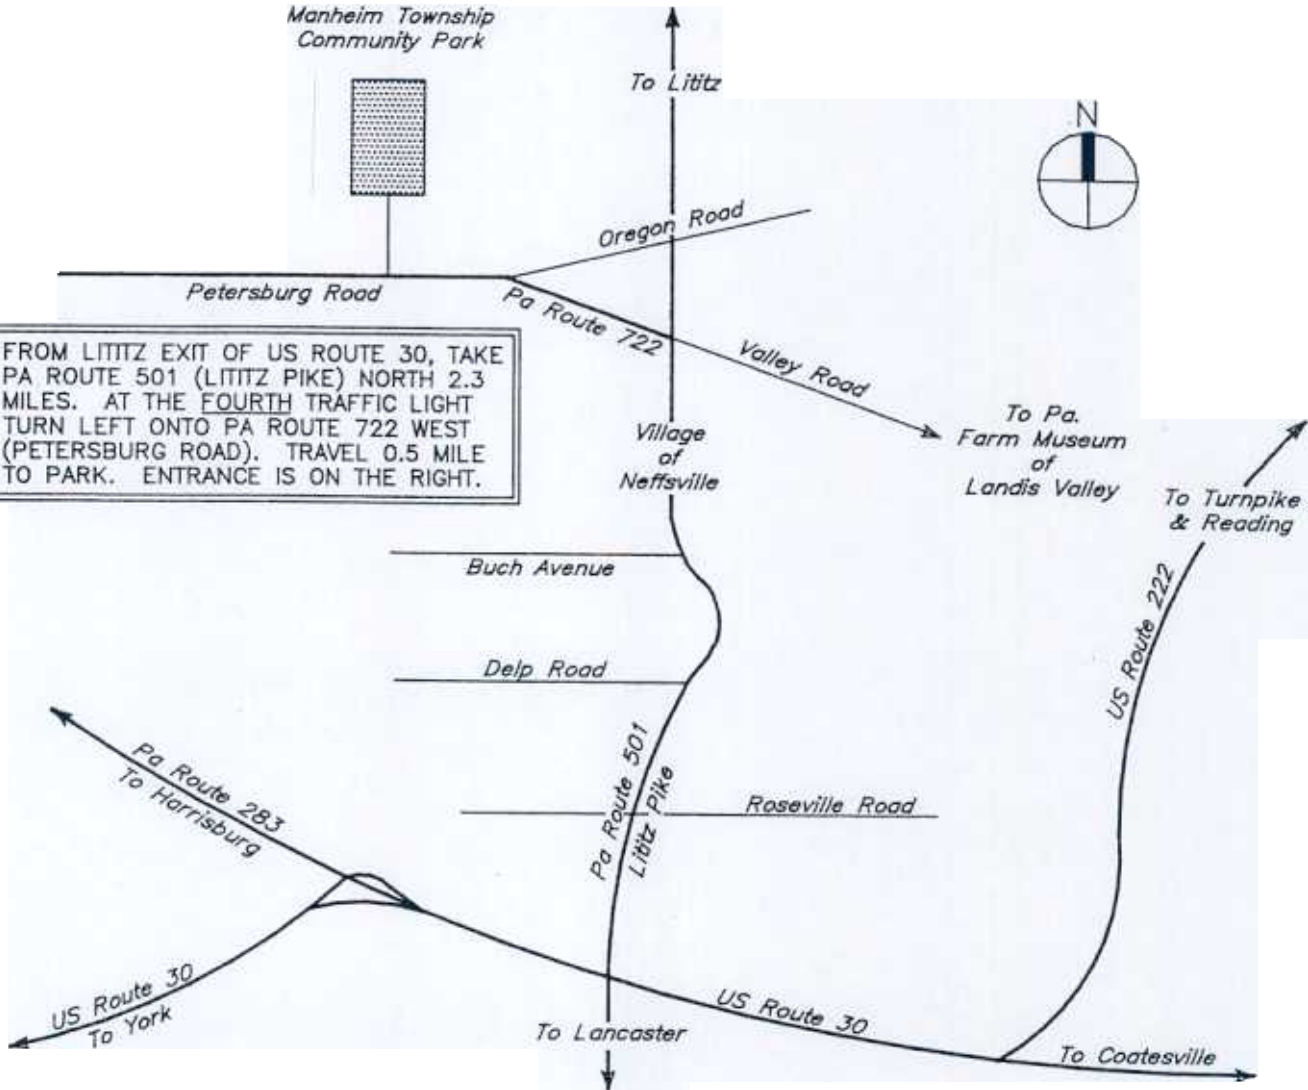 Manheim Township
Community Park
To Lititz
N
Oregon Road
Petersburg Road
Pa Route 722
Valley Road
FROM LITITZ EXIT OF US ROUTE 30, TAKE
PA ROUTE 501 (LITITZ PIKE) NORTH 2.3
MILES. AT THE FOURTH TRAFFIC LIGHT
TURN LEFT ONTO PA ROUTE 722 WEST
(PETERSBURG ROAD). TRAVEL 0.5 MILE
TO PARK. ENTRANCE IS ON THE RIGHT.
Village
of
Neffsville
To Pa.
Farm Museum
of
Landis Valley
To Turnpike
& Reading
Buch Avenue
US Route 222
Delp Road
Pa Route 501
Lititz Pike
Roseville Road
Pa Route 283
To Harrisburg
US Route 30
To York
To Lancaster
US Route 30
To Coatesville